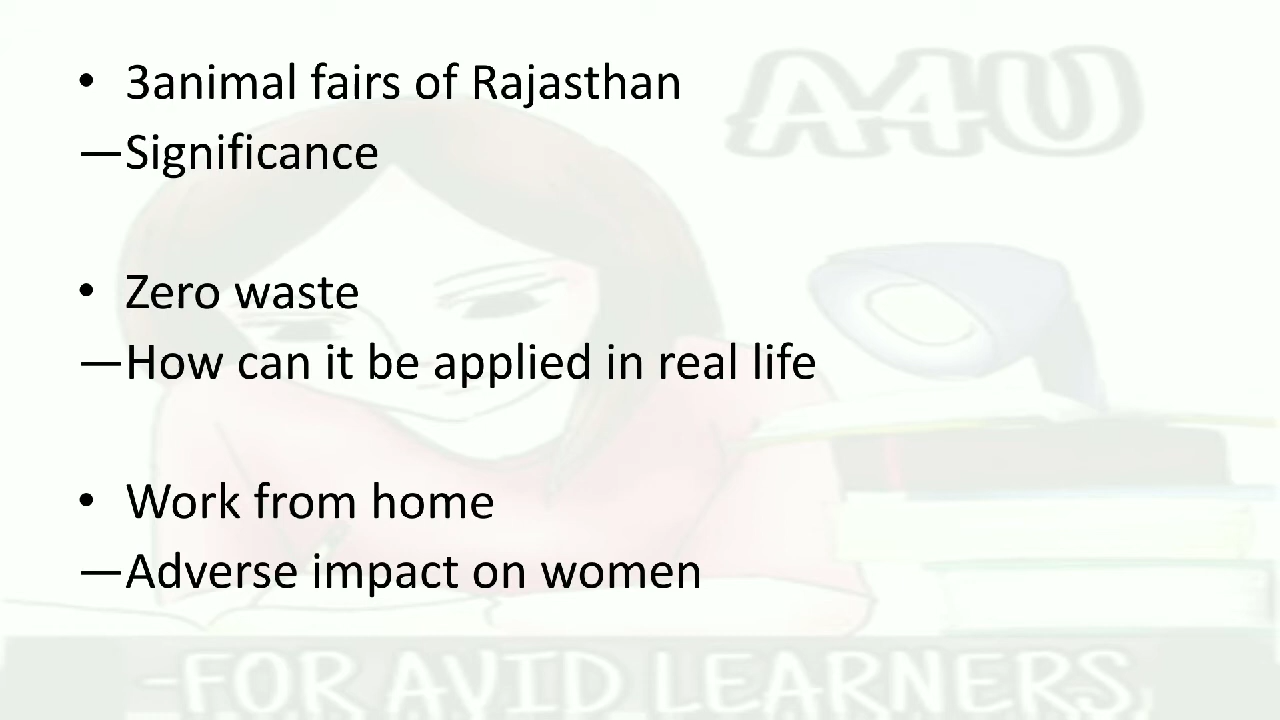 A4U
• 3animal fairs of Rajasthan
—Significance
• Zero waste
—How can it be applied in real life
• Work from home
—Adverse impact on women
-FOR AVID LEARNERS,